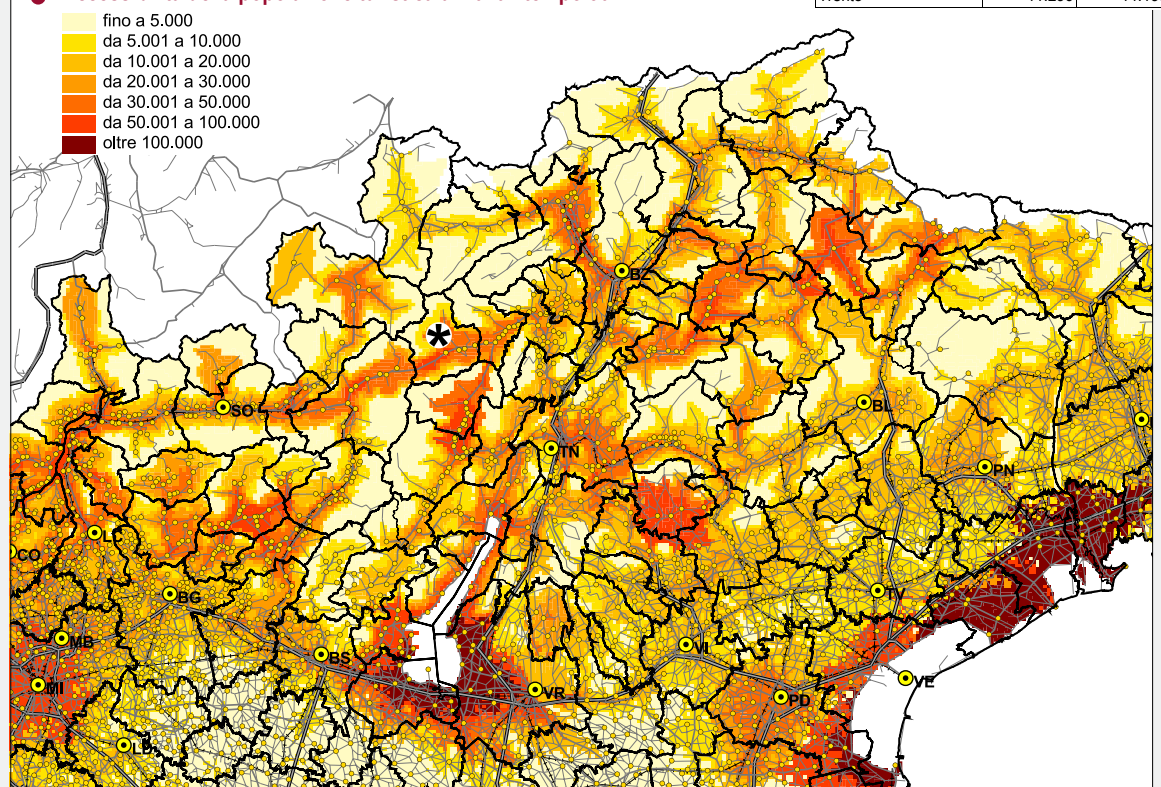 fino a 5.000
da 5.001 a 10.000
da 10.001 a 20.000
da 20.001 a 30.000
da 30.001 a 50.000
da 50.001 a 100.000
oltre 100.000
BZ
*
SO
BL
TN
PN
CO
BG
TV
MB
VI
BS
MI
VR
PD
VE